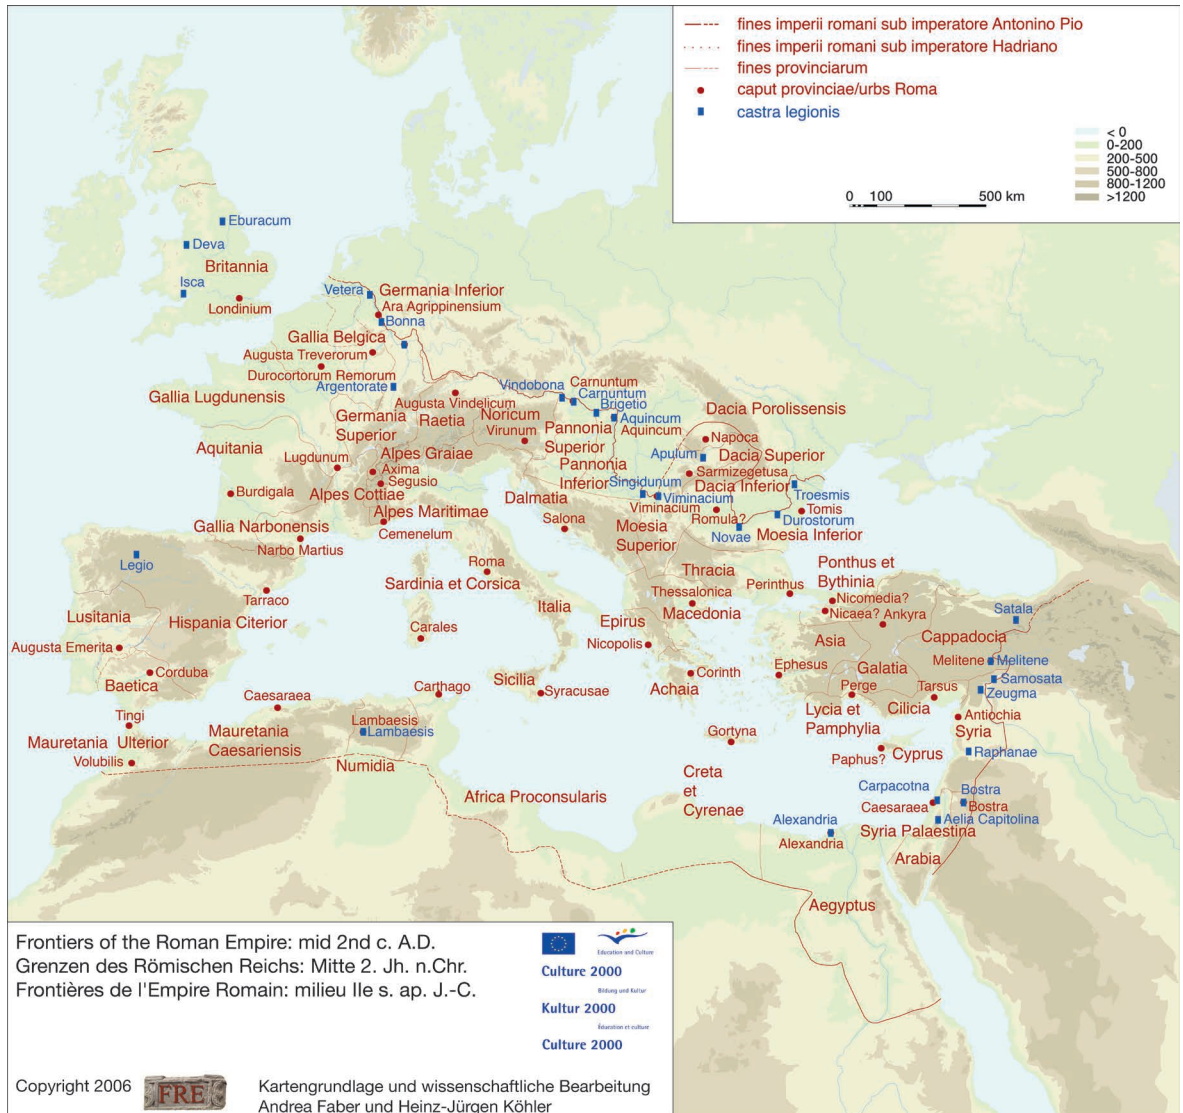 fines imperii romani sub imperatore Antonino Pio
fines imperii romani sub imperatore Hadriano
fines provinciarum
caput provinciae/urbs Roma
castra legionis
< 0
0-200
200-500
500-800
800-1200
>1200
0 100 500 km
Eburacum
Deva
Britannia
Isca
Londinium
Vetera
Germania Inferior
Ara Agrippinensium
Bonna
Gallia Belgica
Augusta Treverorum
Durocortorum Remorum
Argentorate
Gallia Lugdunensis
Augusta Vindelicum
Germania
Superior
Raetia
Noricum
Virunum
Vindobona
Carnuntum
Carnuntum
Brigetio
Aquincum
Aquincum
Pannonia
Superior
Pannonia
Inferior
Dacia Porolissensis
Napoca
Apulum
Dacia Superior
Sarmizegetusa
Dacia Inferior
Singidunum
Viminacium
Viminacium
Romula?
Troesmis
Tomis
Durostorum
Novae
Moesia Inferior
Moesia
Superior
Aquitania
Lugdunum
Alpes Graiae
Axima
Segusio
Alpes Cottiae
Alpes Maritimae
Cemenelum
Burdigala
Gallia Narbonensis
Narbo Martius
Dalmatia
Salona
Legio
Tarraco
Lusitania
Hispania Citerior
Augusta Emerita
Corduba
Baetica
Roma
Sardinia et Corsica
Italia
Carales
Thracia
Thessalonica
Macedonia
Perinthus
Epirus
Nicopolis
Corinth
Achaia
Ponthus et
Bythinia
Nicomedia?
Nicaea?
Ankyra
Asia
Satala
Cappadocia
Galatia
Melitene
Melitene
Samosata
Zeugma
Ephesus
Perge
Tarsus
Cilicia
Lycia et
Pamphylia
Antiochia
Syria
Sicilia
Syracusae
Carthago
Caesaraea
Tingi
Mauretania Ulterior
Volubilis
Mauretania
Caesariensis
Lambaesis
Lambaesis
Numidia
Africa Proconsularis
Gortyna
Creta
et
Cyrenae
Paphus?
Cyprus
Raphanae
Carpacotna
Caesaraea
Bostra
Bostra
Aelia Capitolina
Syria Palaestina
Arabia
Alexandria
Alexandria
Aegyptus
Frontiers of the Roman Empire: mid 2nd c. A.D.
Grenzen des Römischen Reichs: Mitte 2. Jh. n.Chr.
Frontières de l'Empire Romain: milieu IIe s. ap. J.-C.
Education and Culture
Culture 2000
Bildung und Kultur
Kultur 2000
Éducation et culture
Culture 2000
Copyright 2006
FRE
Kartengrundlage und wissenschaftliche Bearbeitung
Andrea Faber und Heinz-Jürgen Köhler